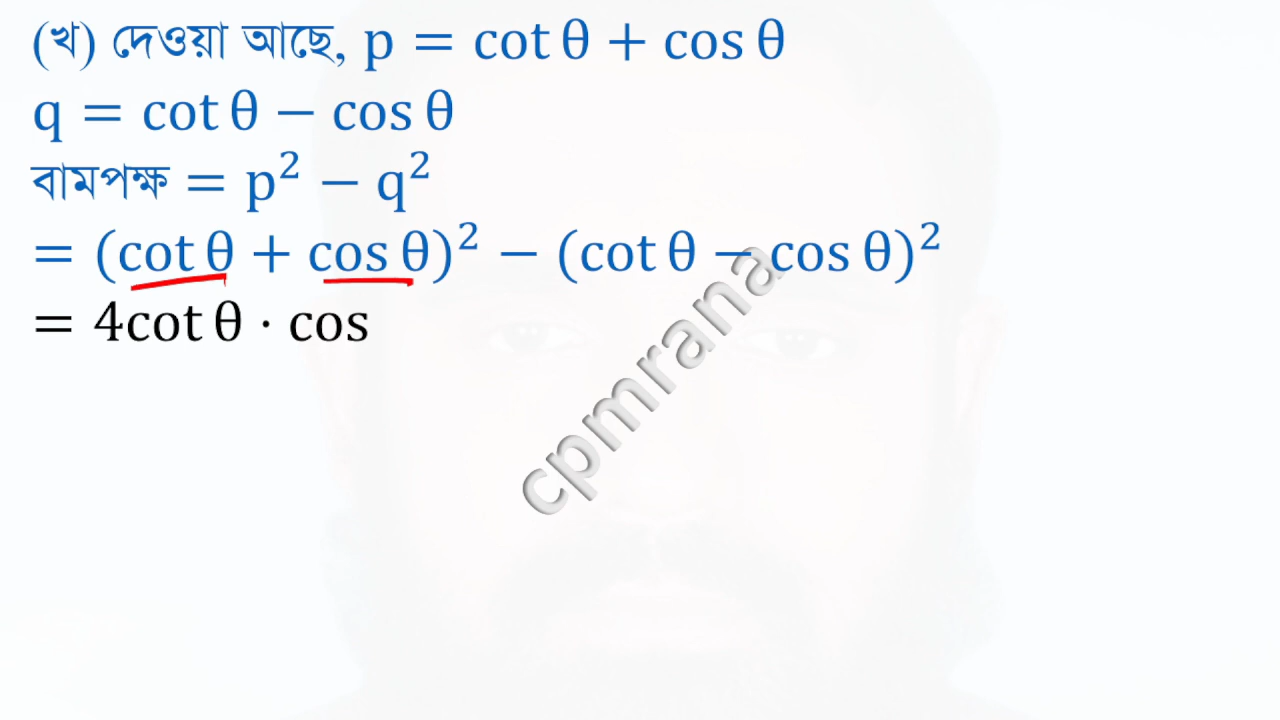 (খ) দেওয়া আছে, p = cot θ + cos θ
q = cot θ − cos θ
বামপক্ষ = p² − q²
= (cot θ + cos θ)² − (cot θ − cos θ)²
= 4cot θ · cos
cpmrana